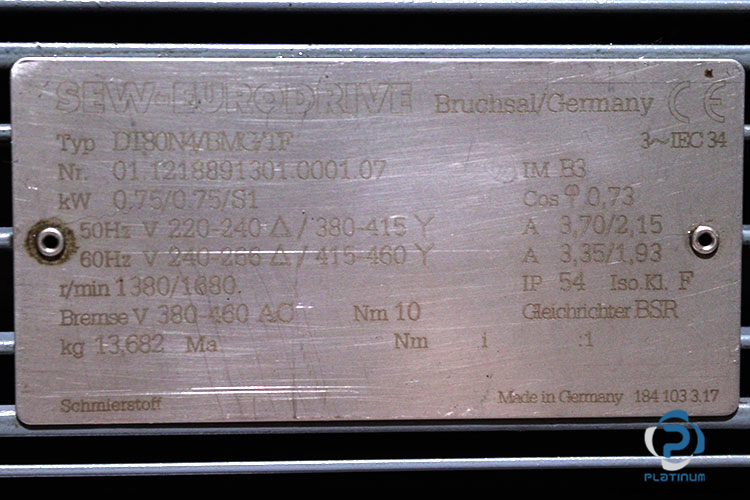 SEW-EURODRIVE Bruchsal/Germany CE
Typ DT80N4/BMG/TF 3~IEC 34
Nr. 01.1218891301.0001.07 IM B3
kW 0,75/0,75/S1 Cos φ 0,73
50Hz V 220-240 Δ/380-415 Y A 3,70/2,15
60Hz V 240-266 Δ/415-460 Y A 3,35/1,93
r/min 1380/1680. IP 54 Iso.Kl. F
Bremse V 380-460 AC Nm 10 Gleichrichter BSR
kg 13,682 Ma Nm i :1
Schmierstoff Made in Germany 184 103 3.17
PLATINUM